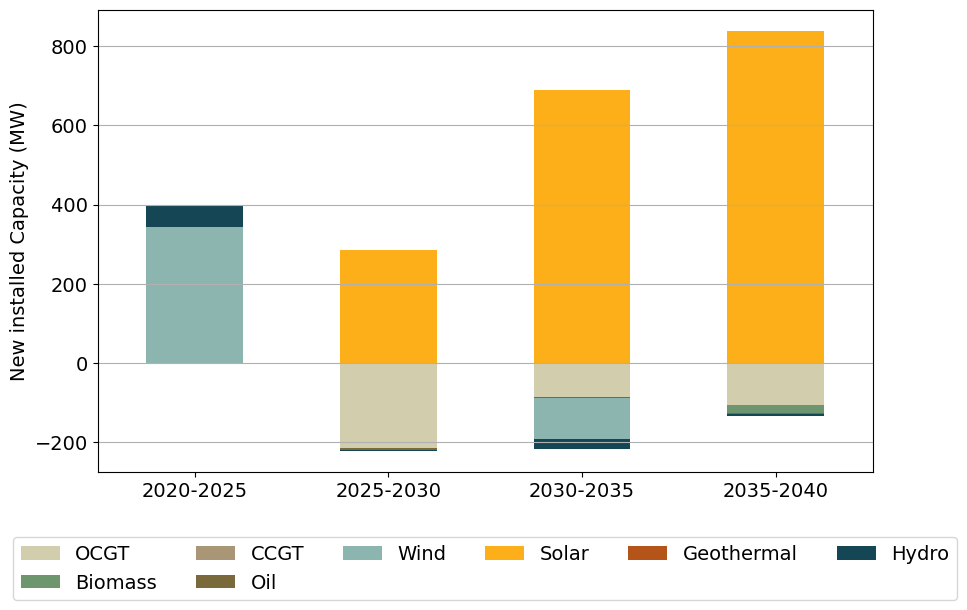 New installed Capacity (MW)
800
600
400
200
0
−200
2020-2025 2025-2030 2030-2035 2035-2040
OCGT CCGT Wind Solar Geothermal Hydro
Biomass Oil